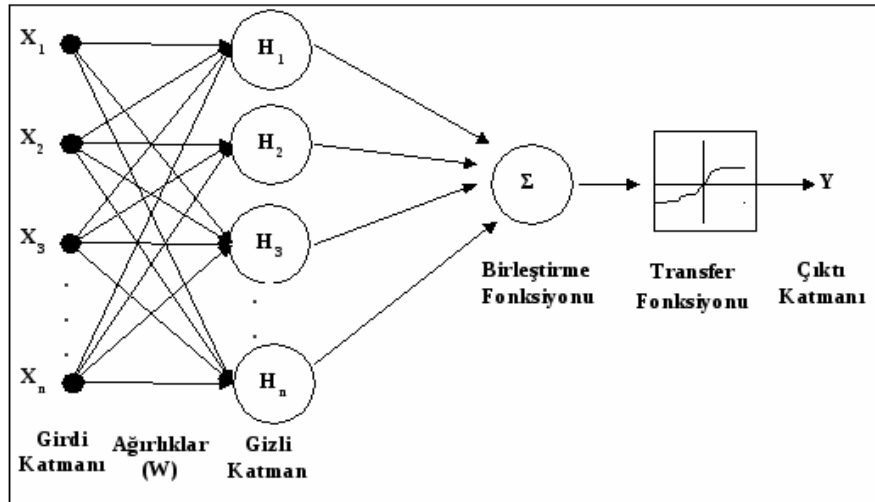 X₁
H₁
X₂
H₂
Σ
Y
X₃
H₃
Birleştirme
Fonksiyonu
Transfer
Fonksiyonu
Çıktı
Katmanı
Xₙ
Hₙ
Girdi
Katmanı
Ağırlıklar
(W)
Gizli
Katman